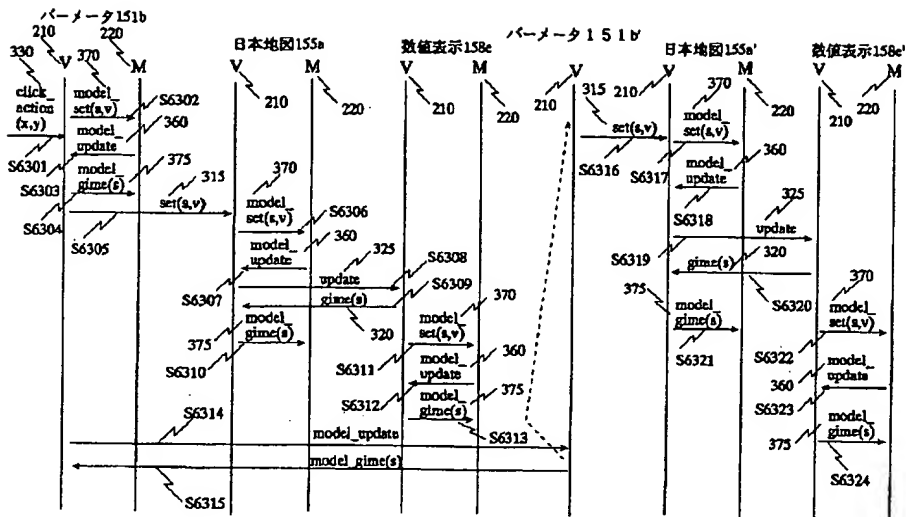 バーメータ151b
バーメータ１５１b'
210 220
日本地図155a
数値表示158e
日本地図155a'
数値表示158e'
330 V 370 M
V M V M V V M V M
210 220 210 220 210 315 210 370 220 210 220
click_
action
(x,y)
model_
set(s,v)
S6302
model_
update
360
S6301
model_
gime(s)
375
S6303
315
S6304
set(s,v)
S6305
370
model_
set(s,v)
S6306
model_
update
360
325
S6308
update
S6307
gime(s)
S6309
320
370
375
model_
gime(s)
S6310
model_
set(s,v)
S6311
model_
update
360
S6312
model_
gime(s)
375
S6313
S6314
model_update
model_gime(s)
S6315
set(s,v)
S6316
model_
set(s,v)
S6317
model_
update
360
S6318
325
update
S6319
gime(s)
320
S6320
375
model_
gime(s)
S6321
370
model_
set(s,v)
S6322
360
model_
update
S6323
375
model_
gime(s)
S6324